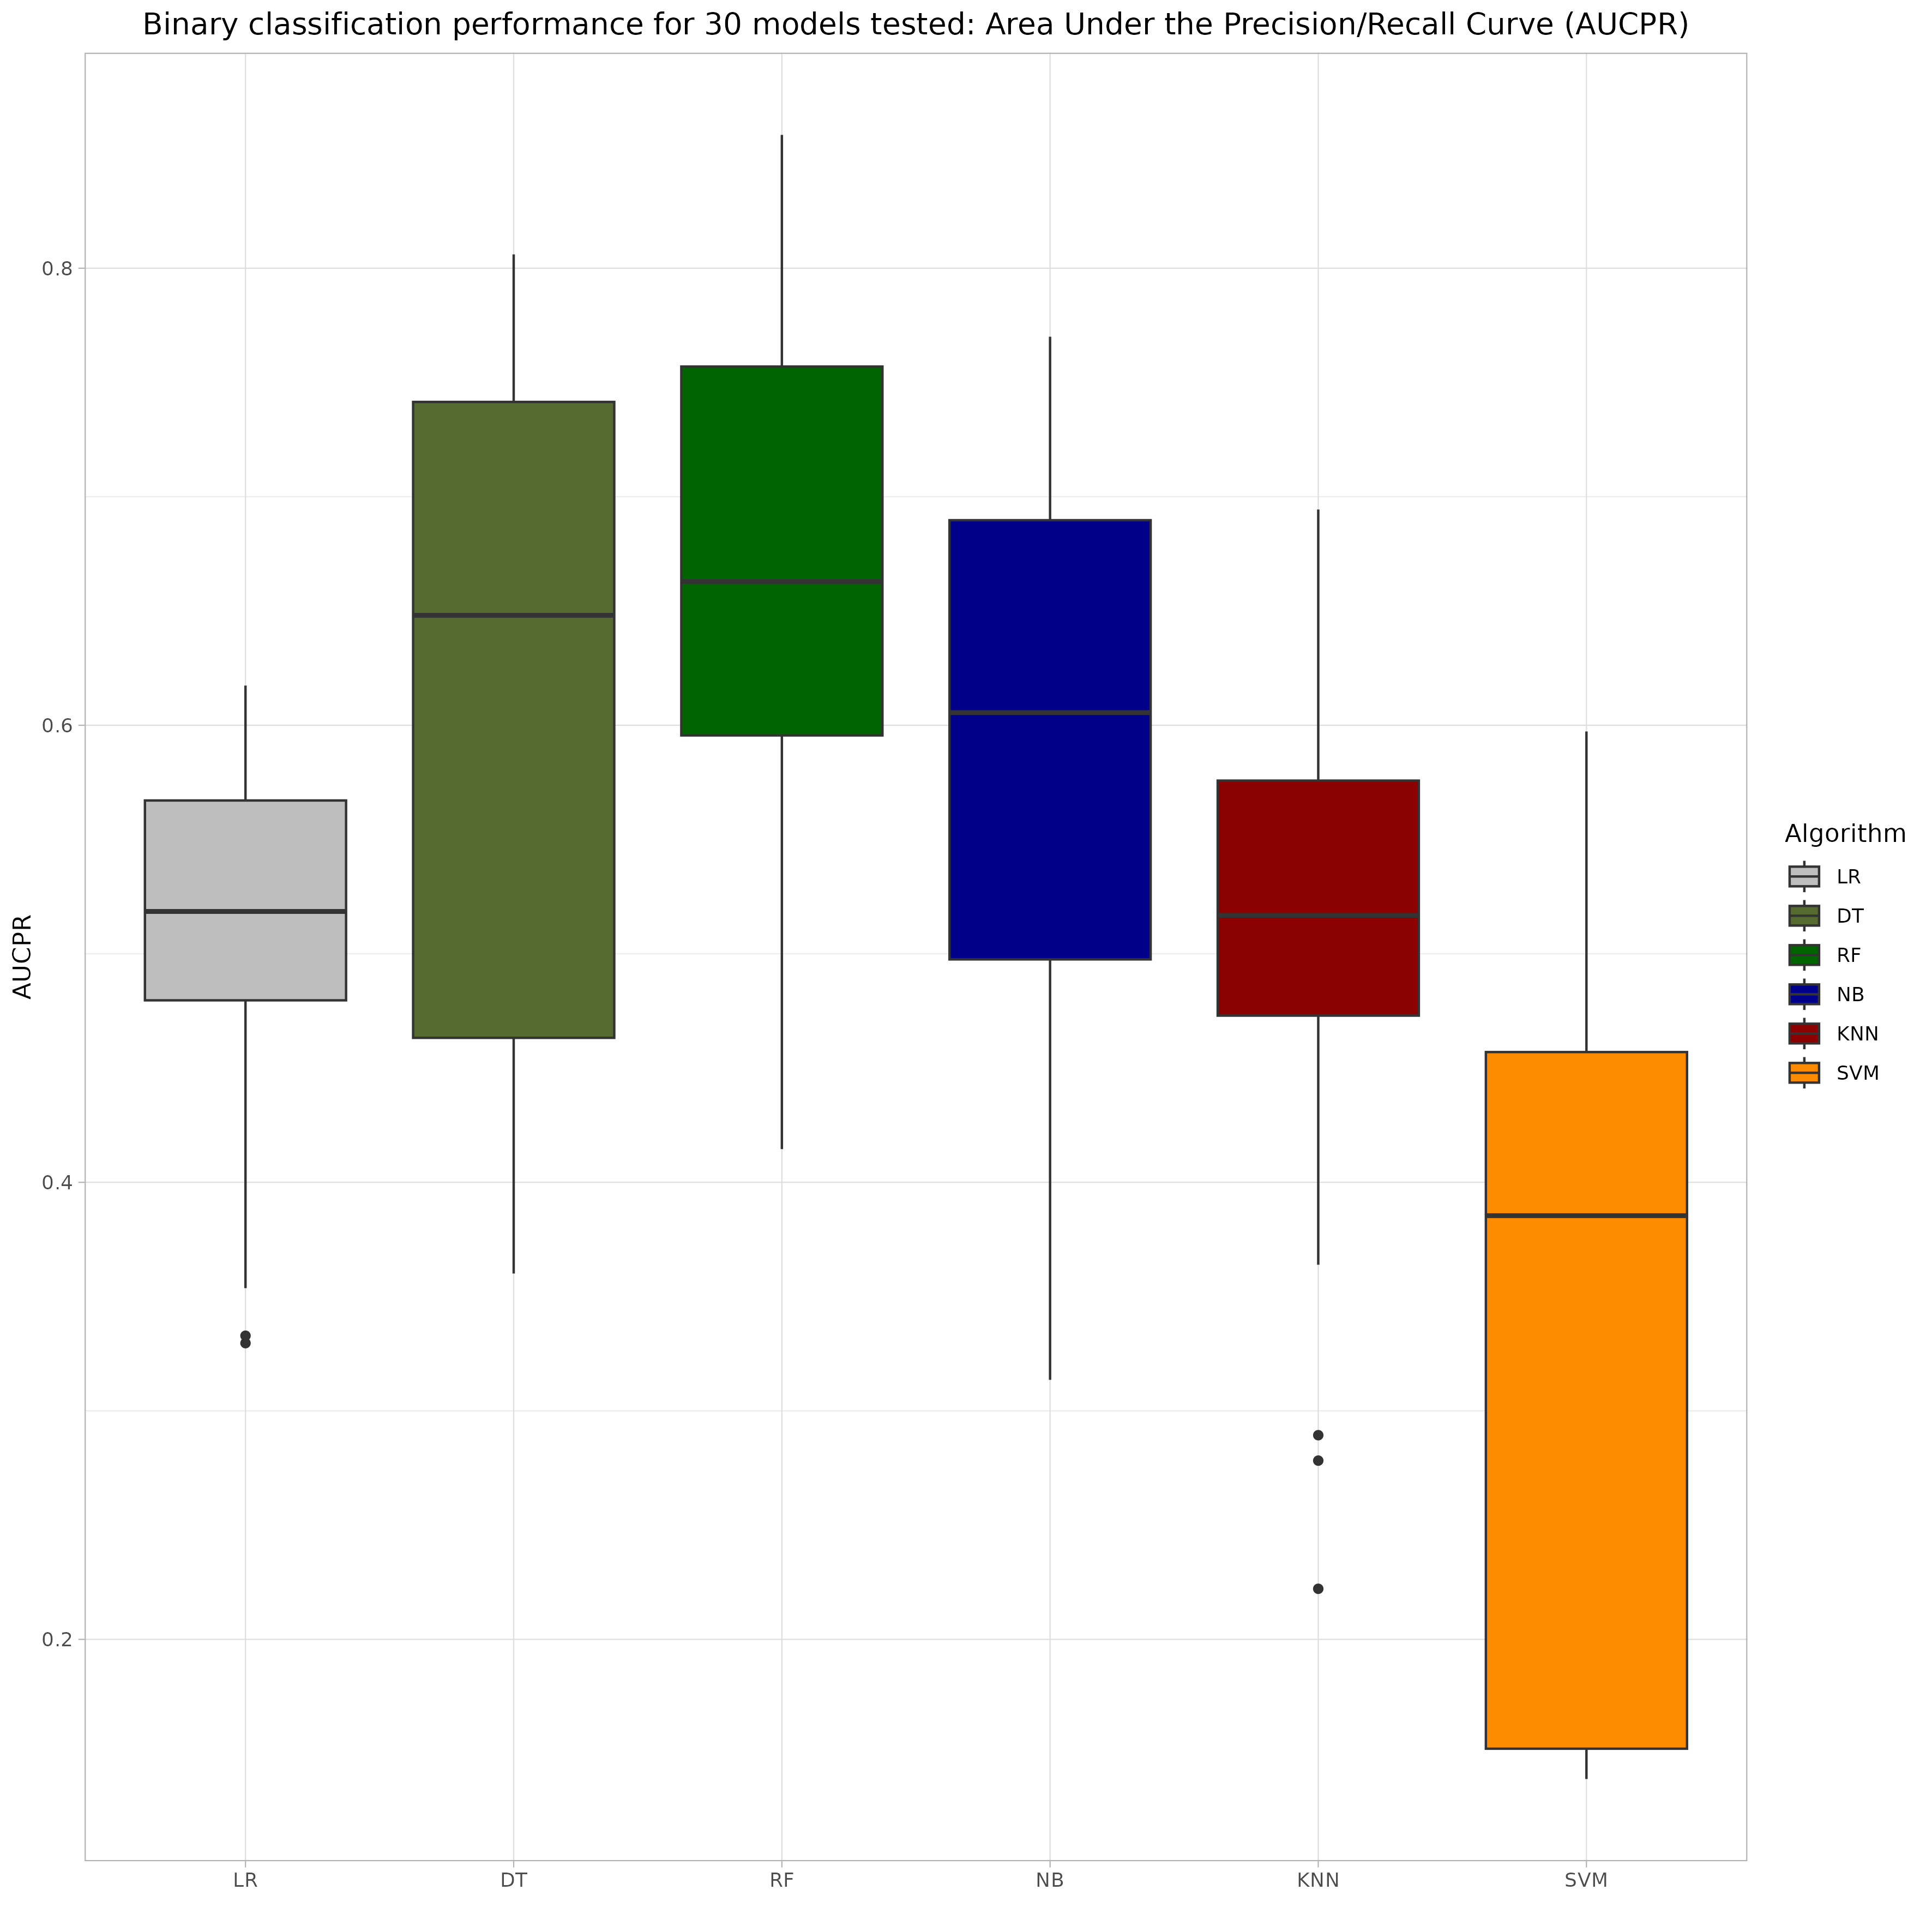 Binary classification performance for 30 models tested: Area Under the Precision/Recall Curve (AUCPR)
AUCPR
0.8
0.6
0.4
0.2
LR DT RF NB KNN SVM
Algorithm
LR
DT
RF
NB
KNN
SVM